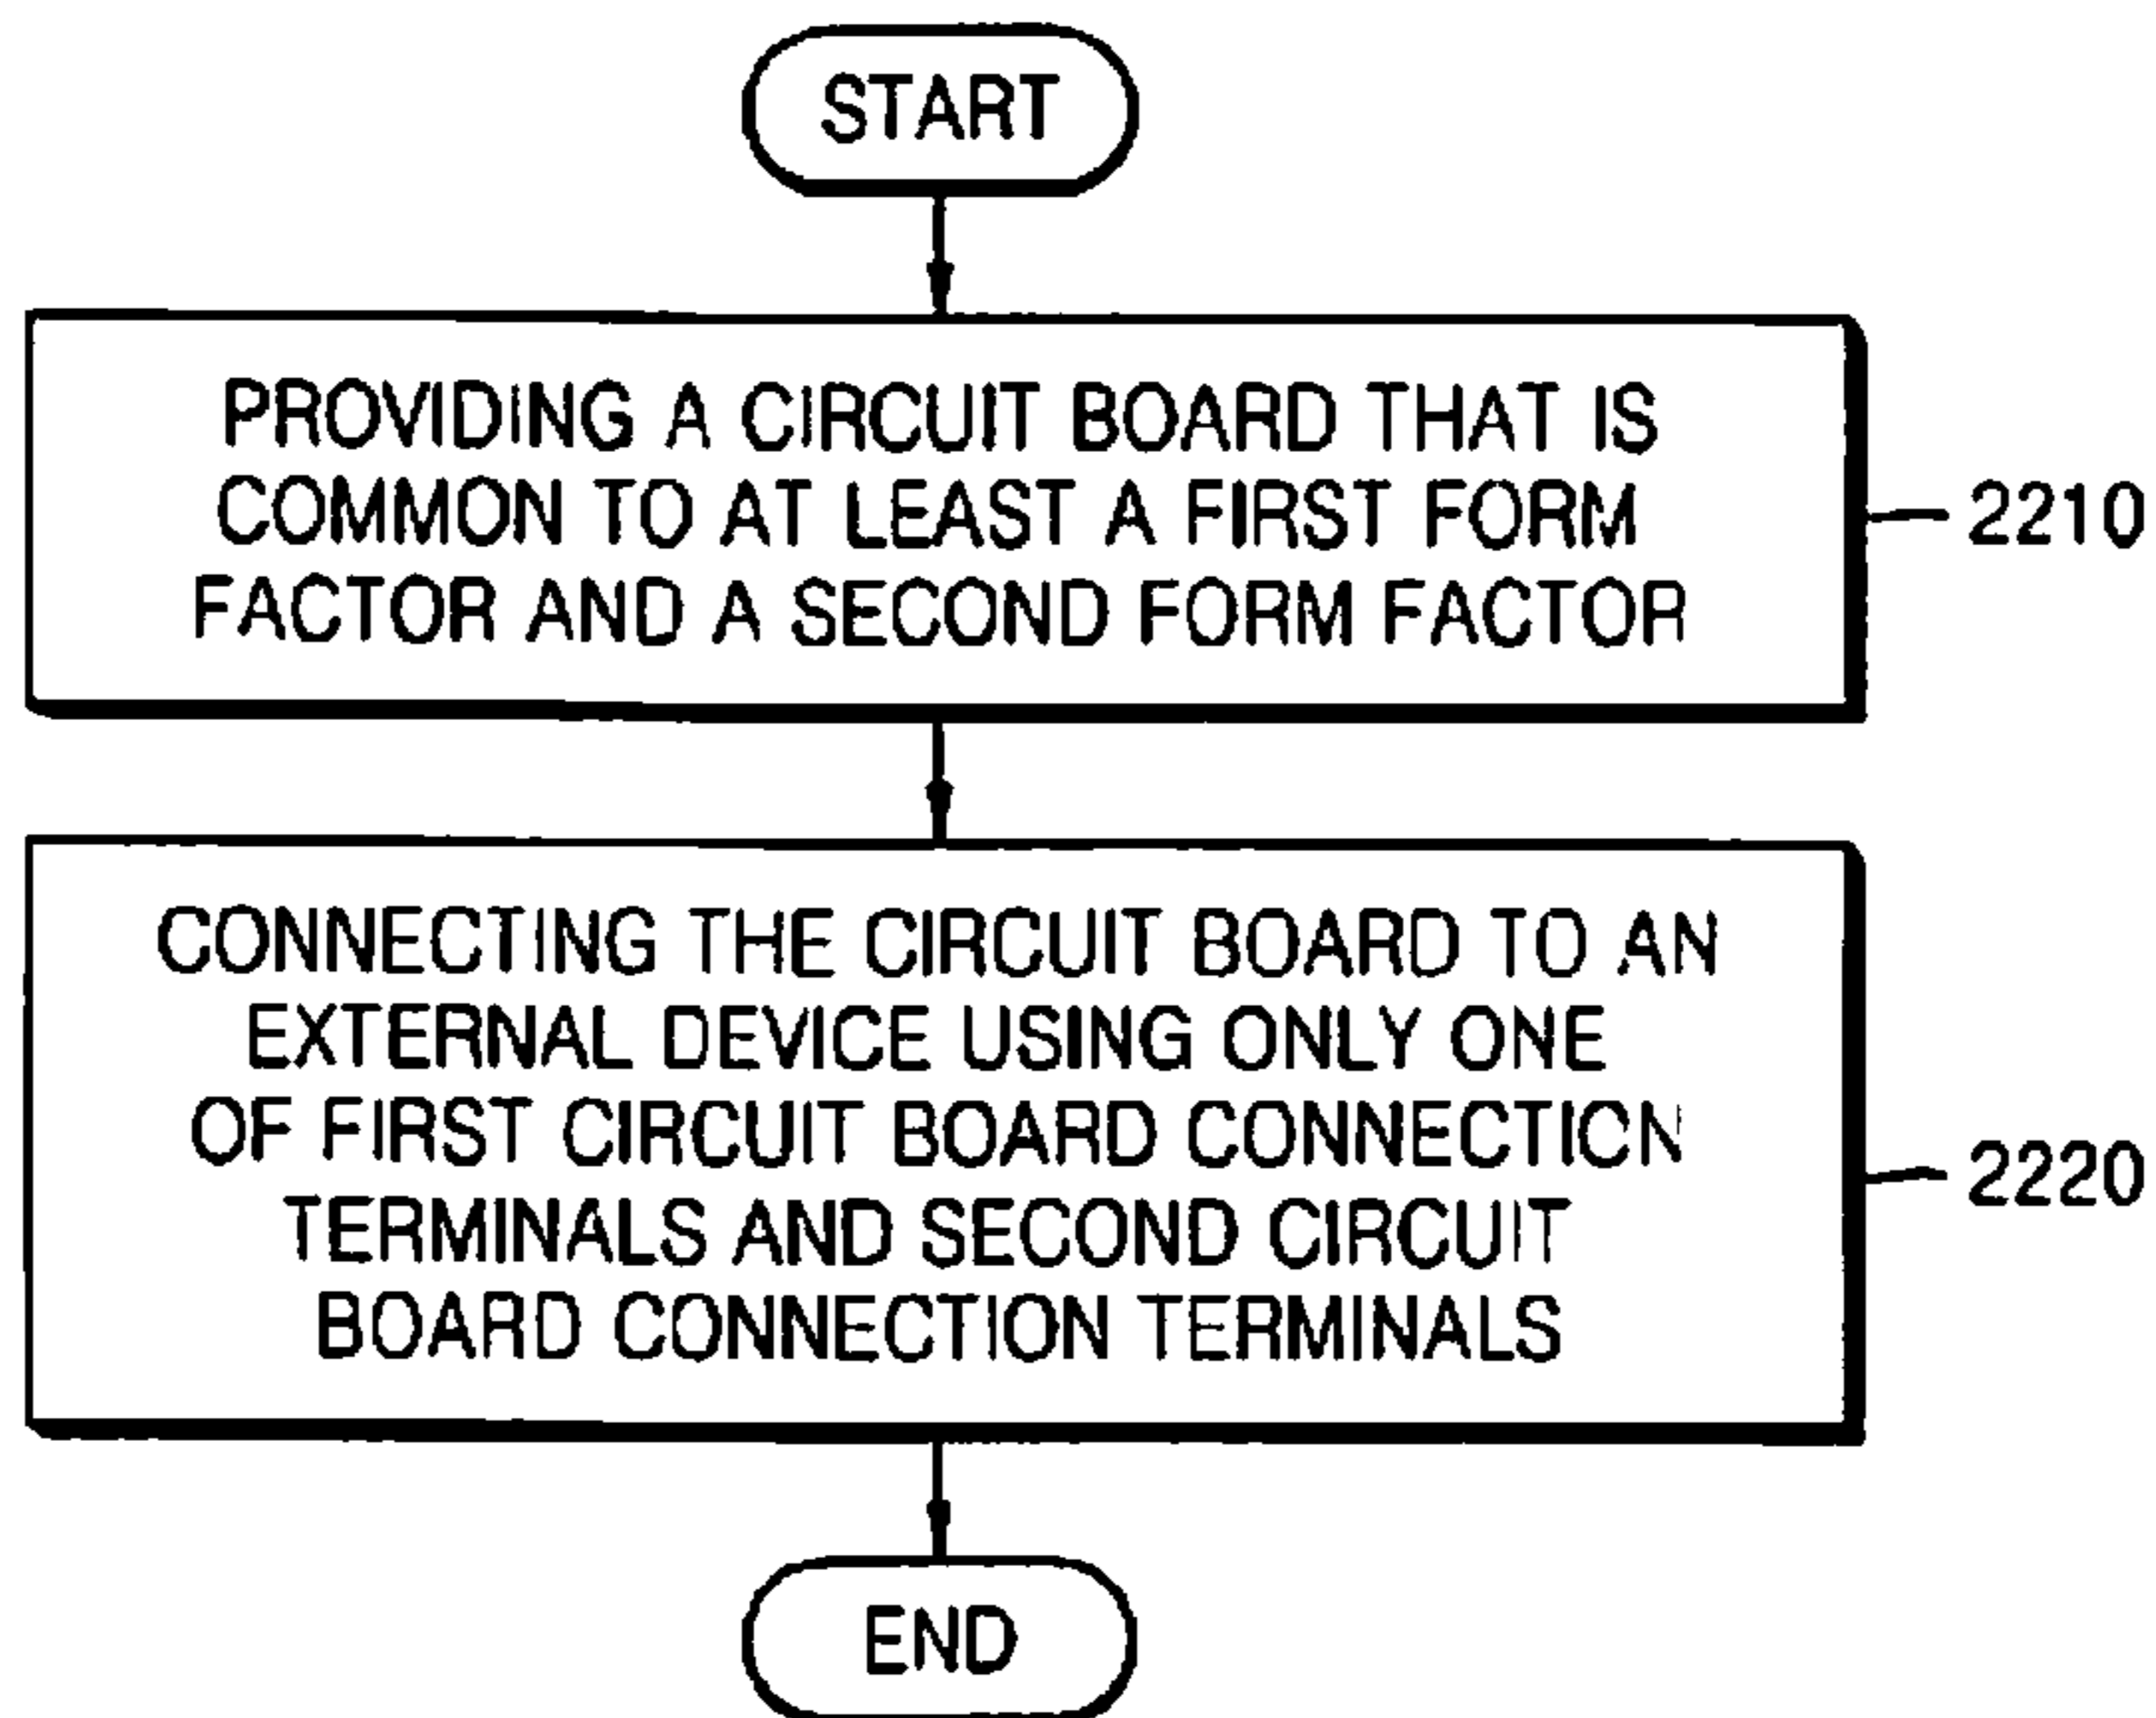 START
PROVIDING A CIRCUIT BOARD THAT IS
COMMON TO AT LEAST A FIRST FORM
FACTOR AND A SECOND FORM FACTOR
2210
CONNECTING THE CIRCUIT BOARD TO AN
EXTERNAL DEVICE USING ONLY ONE
OF FIRST CIRCUIT BOARD CONNECTION
TERMINALS AND SECOND CIRCUIT
BOARD CONNECTION TERMINALS
2220
END